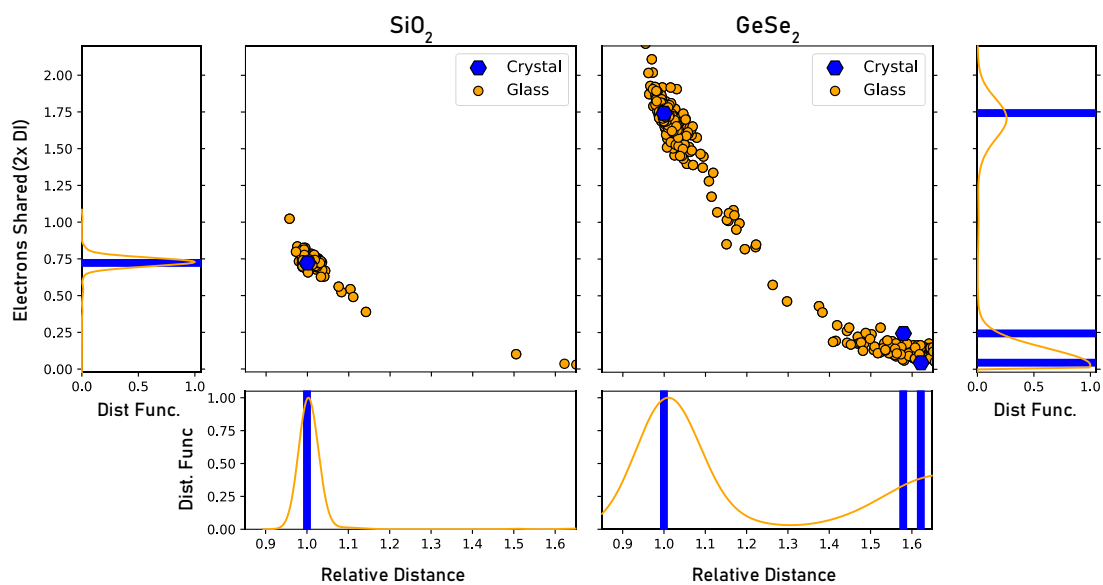 SiO2
GeSe2
Crystal
Glass
Crystal
Glass
Electrons Shared (2x DI)
2.00
1.75
1.50
1.25
1.00
0.75
0.50
0.25
0.00
0.0 0.5 1.0
Dist Func.
0.0 0.5 1.0
Dist Func.
Dist. Func
1.00
0.75
0.50
0.25
0.00
0.9 1.0 1.1 1.2 1.3 1.4 1.5 1.6
Relative Distance
0.9 1.0 1.1 1.2 1.3 1.4 1.5 1.6
Relative Distance